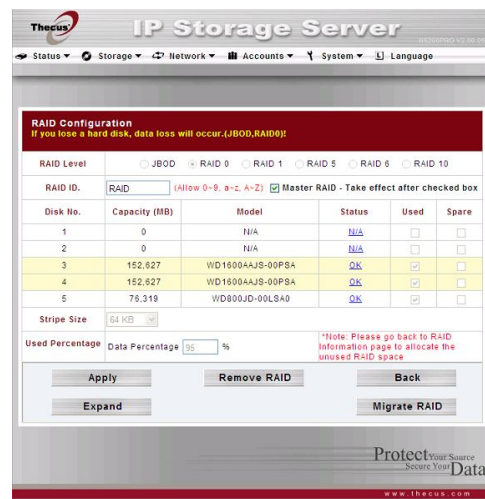 Thecus
IP Storage Server
N5200PRO V2.00.00
Status Storage Network Accounts System Language
RAID Configuration
If you lose a hard disk, data loss will occur.(JBOD,RAID0)!
RAID Level JBOD RAID 0 RAID 1 RAID 5 RAID 6 RAID 10
RAID ID. RAID (Allow 0~9, a~z, A~Z) Master RAID - Take effect after checked box
Disk No. Capacity (MB) Model Status Used Spare
1 0 N/A N/A
2 0 N/A N/A
3 152,627 WD1600AAJS-00PSA OK
4 152,627 WD1600AAJS-00PSA OK
5 76,319 WD800JD-00LSA0 OK
Stripe Size 64 KB
Used Percentage Data Percentage 95 % *Note: Please go back to RAID
Information page to allocate the
unused RAID space
Apply Remove RAID Back
Expand Migrate RAID
Protect Your Source
Secure Your Data
www.thecus.com